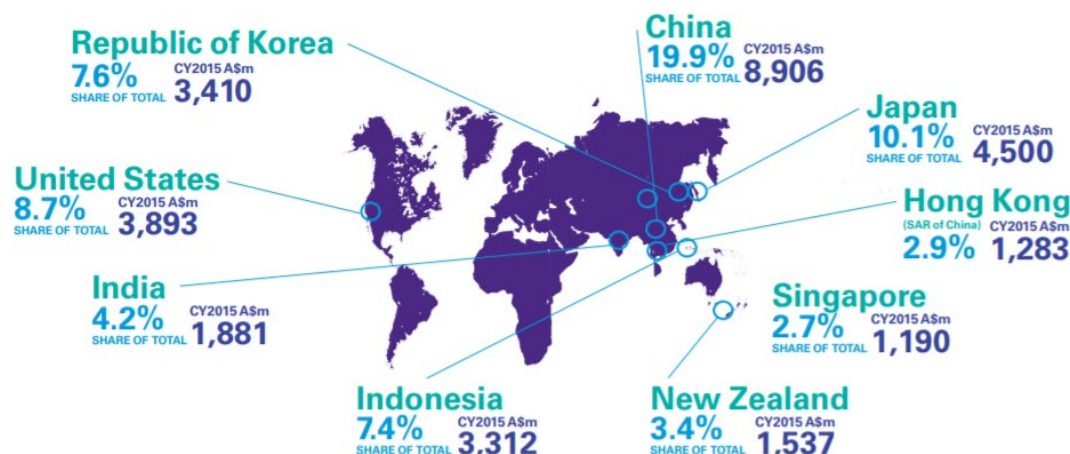 Republic of Korea
7.6% CY2015 A$m
SHARE OF TOTAL 3,410
China
19.9% CY2015 A$m
SHARE OF TOTAL 8,906
Japan
10.1% CY2015 A$m
SHARE OF TOTAL 4,500
United States
8.7% CY2015 A$m
SHARE OF TOTAL 3,893
Hong Kong
(SAR of China) CY2015 A$m
2.9% 1,283
India
4.2% CY2015 A$m
SHARE OF TOTAL 1,881
Singapore
2.7% CY2015 A$m
SHARE OF TOTAL 1,190
Indonesia
7.4% CY2015 A$m
SHARE OF TOTAL 3,312
New Zealand
3.4% CY2015 A$m
SHARE OF TOTAL 1,537